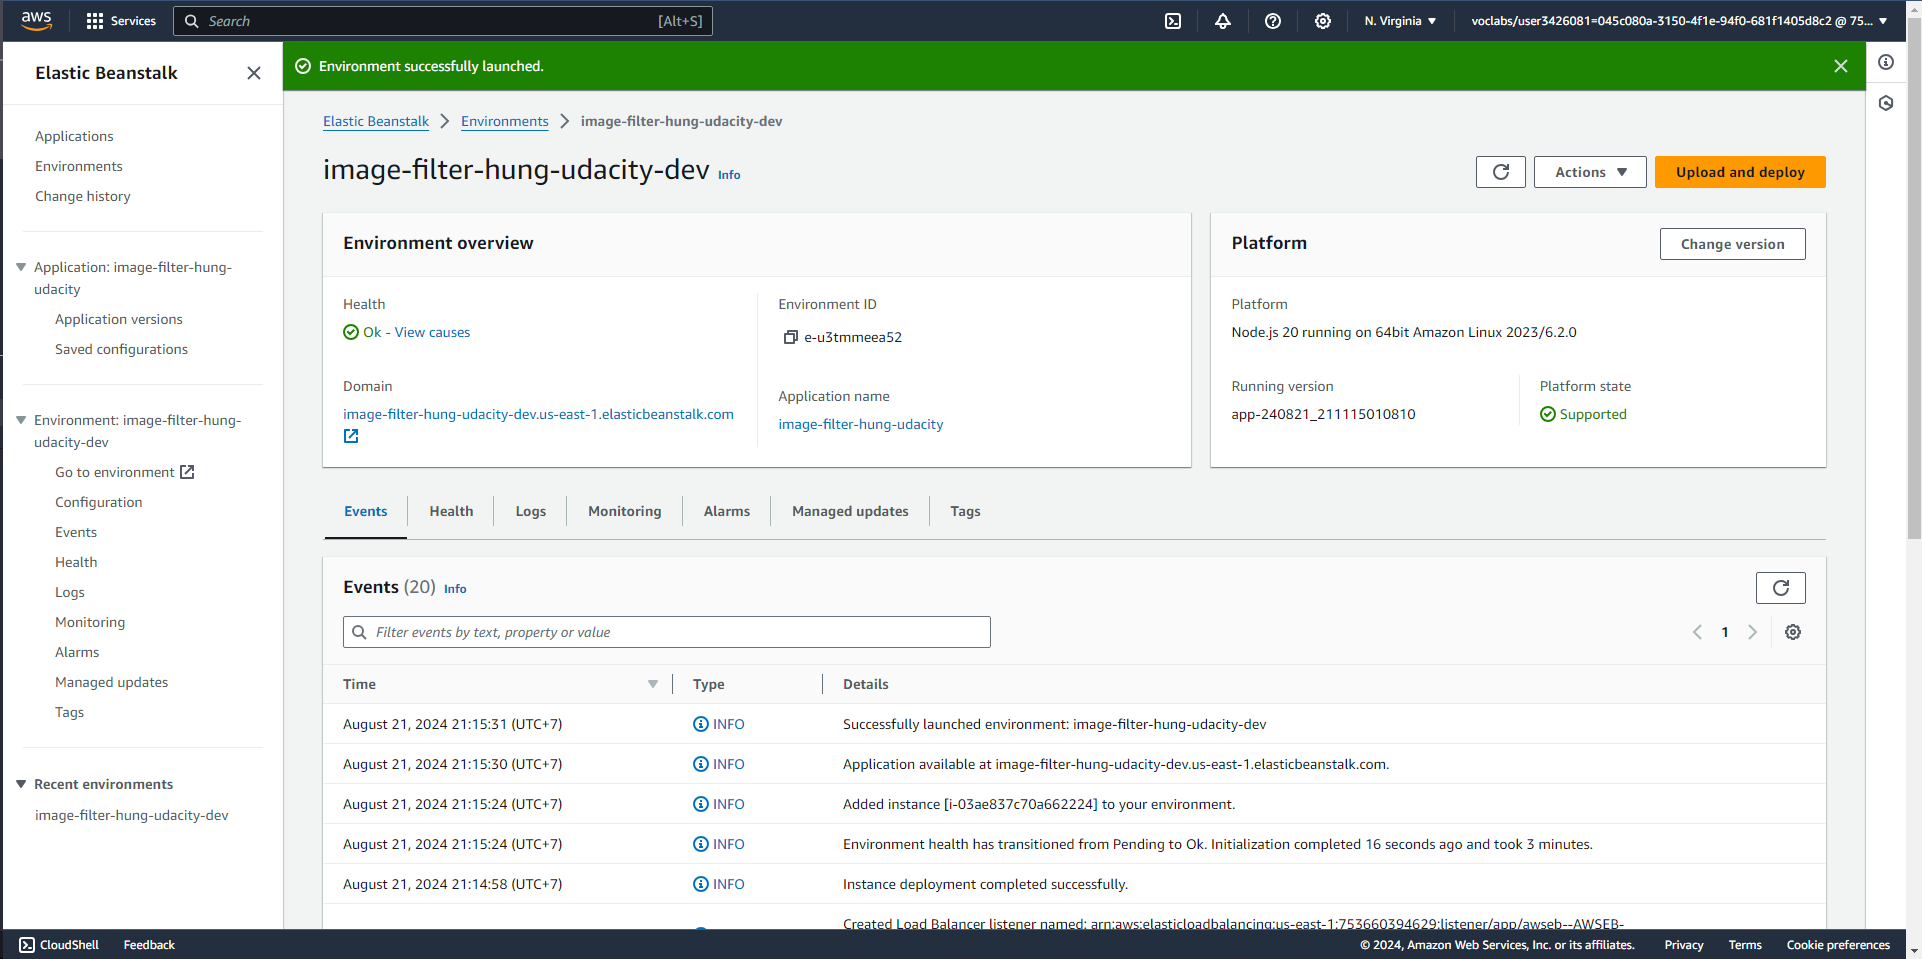 aws
Services
Search
[Alt+S]
N. Virginia
voclabs/user3426081=045c080a-3150-4f1e-94f0-681f1405d8c2 @ 75...
Elastic Beanstalk
Applications
Environments
Change history
Application: image-filter-hung-
udacity
Application versions
Saved configurations
Environment: image-filter-hung-
udacity-dev
Go to environment
Configuration
Events
Health
Logs
Monitoring
Alarms
Managed updates
Tags
Recent environments
image-filter-hung-udacity-dev
Environment successfully launched.
Elastic Beanstalk > Environments > image-filter-hung-udacity-dev
image-filter-hung-udacity-dev Info
Actions
Upload and deploy
Environment overview
Health
Ok - View causes
Domain
image-filter-hung-udacity-dev.us-east-1.elasticbeanstalk.com
Environment ID
e-u3tmmeea52
Application name
image-filter-hung-udacity
Platform
Change version
Platform
Node.js 20 running on 64bit Amazon Linux 2023/6.2.0
Running version
app-240821_211115010810
Platform state
Supported
Events
Health
Logs
Monitoring
Alarms
Managed updates
Tags
Events (20) Info
Filter events by text, property or value
1
Time Type Details
August 21, 2024 21:15:31 (UTC+7) INFO Successfully launched environment: image-filter-hung-udacity-dev
August 21, 2024 21:15:30 (UTC+7) INFO Application available at image-filter-hung-udacity-dev.us-east-1.elasticbeanstalk.com.
August 21, 2024 21:15:24 (UTC+7) INFO Added instance [i-03ae837c70a662224] to your environment.
August 21, 2024 21:15:24 (UTC+7) INFO Environment health has transitioned from Pending to Ok. Initialization completed 16 seconds ago and took 3 minutes.
August 21, 2024 21:14:58 (UTC+7) INFO Instance deployment completed successfully.
Created Load Balancer listener named: arn:aws:elasticloadbalancing:us-east-1:753660394629:listener/app/awseb--AWSEB-
CloudShell
Feedback
© 2024, Amazon Web Services, Inc. or its affiliates.
Privacy
Terms
Cookie preferences